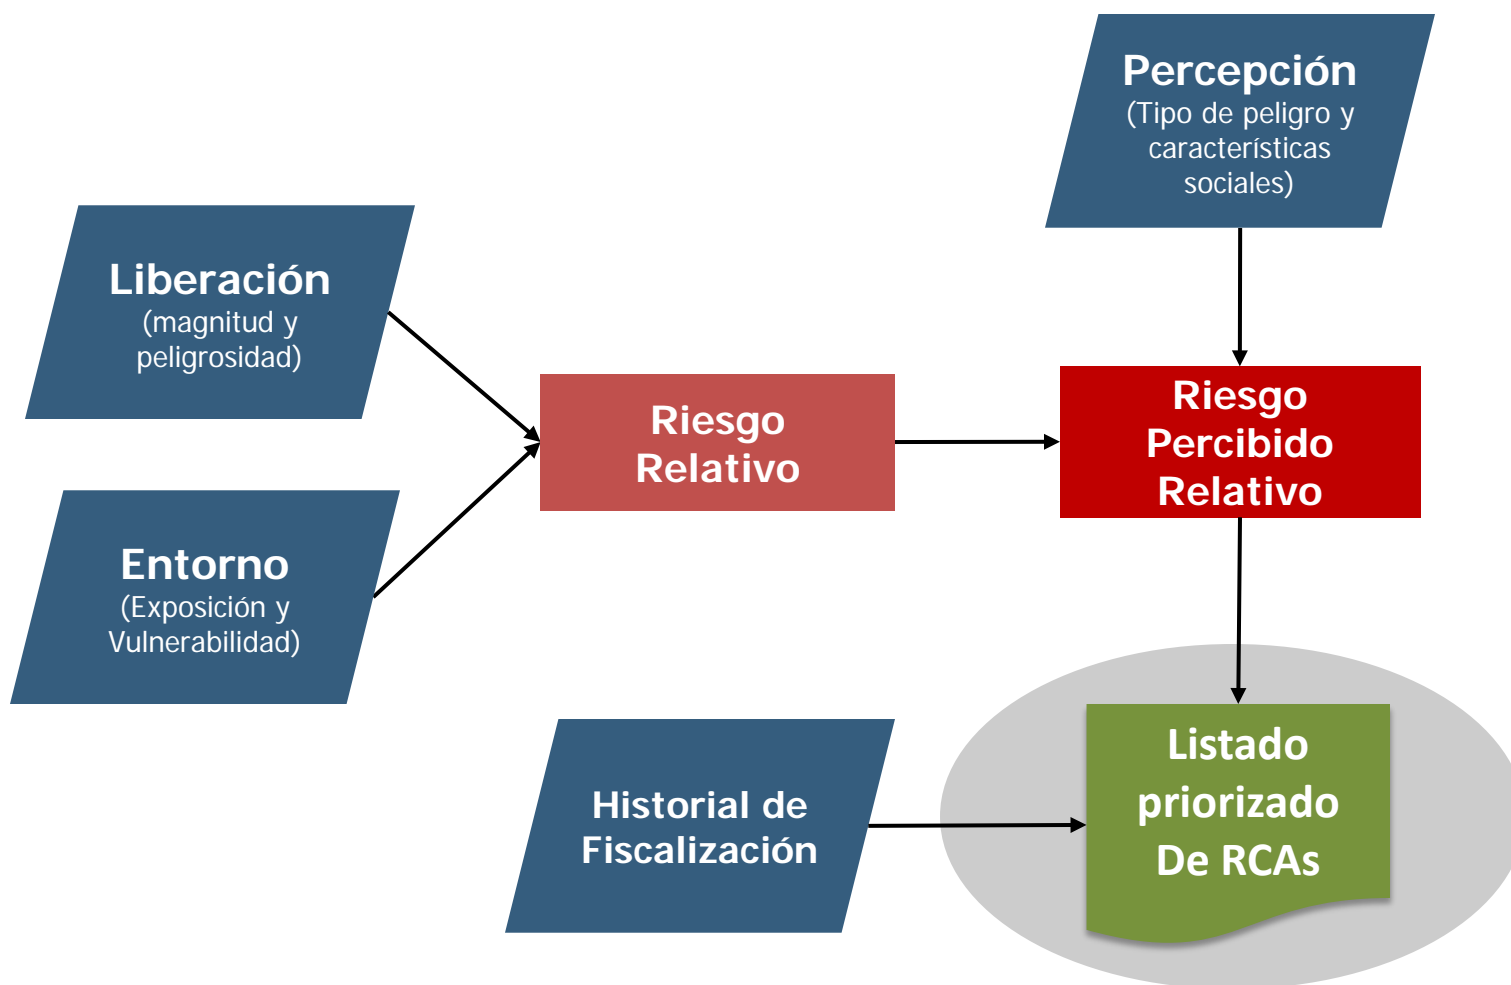 Percepción
(Tipo de peligro y
características
sociales)
Liberación
(magnitud y
peligrosidad)
Riesgo
Relativo
Riesgo
Percibido
Relativo
Entorno
(Exposición y
Vulnerabilidad)
Historial de
Fiscalización
Listado
priorizado
De RCAs